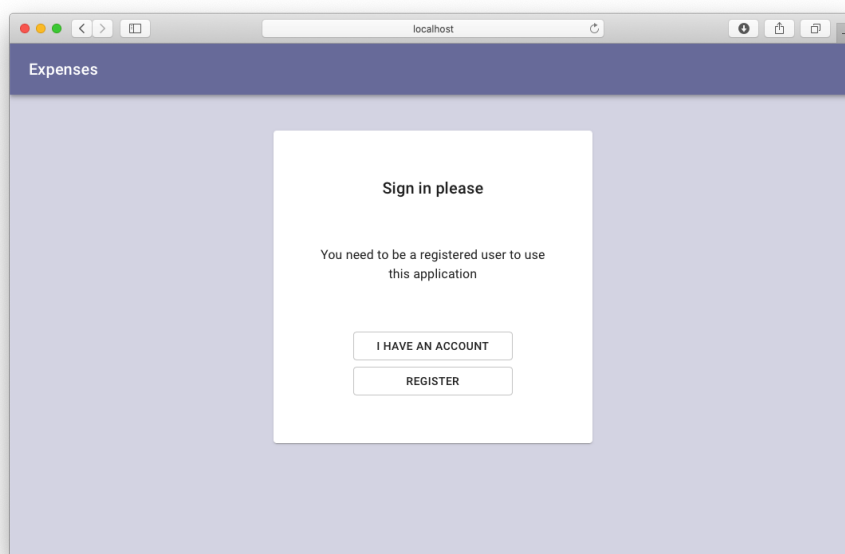 localhost
Expenses
Sign in please
You need to be a registered user to use
this application
I HAVE AN ACCOUNT
REGISTER